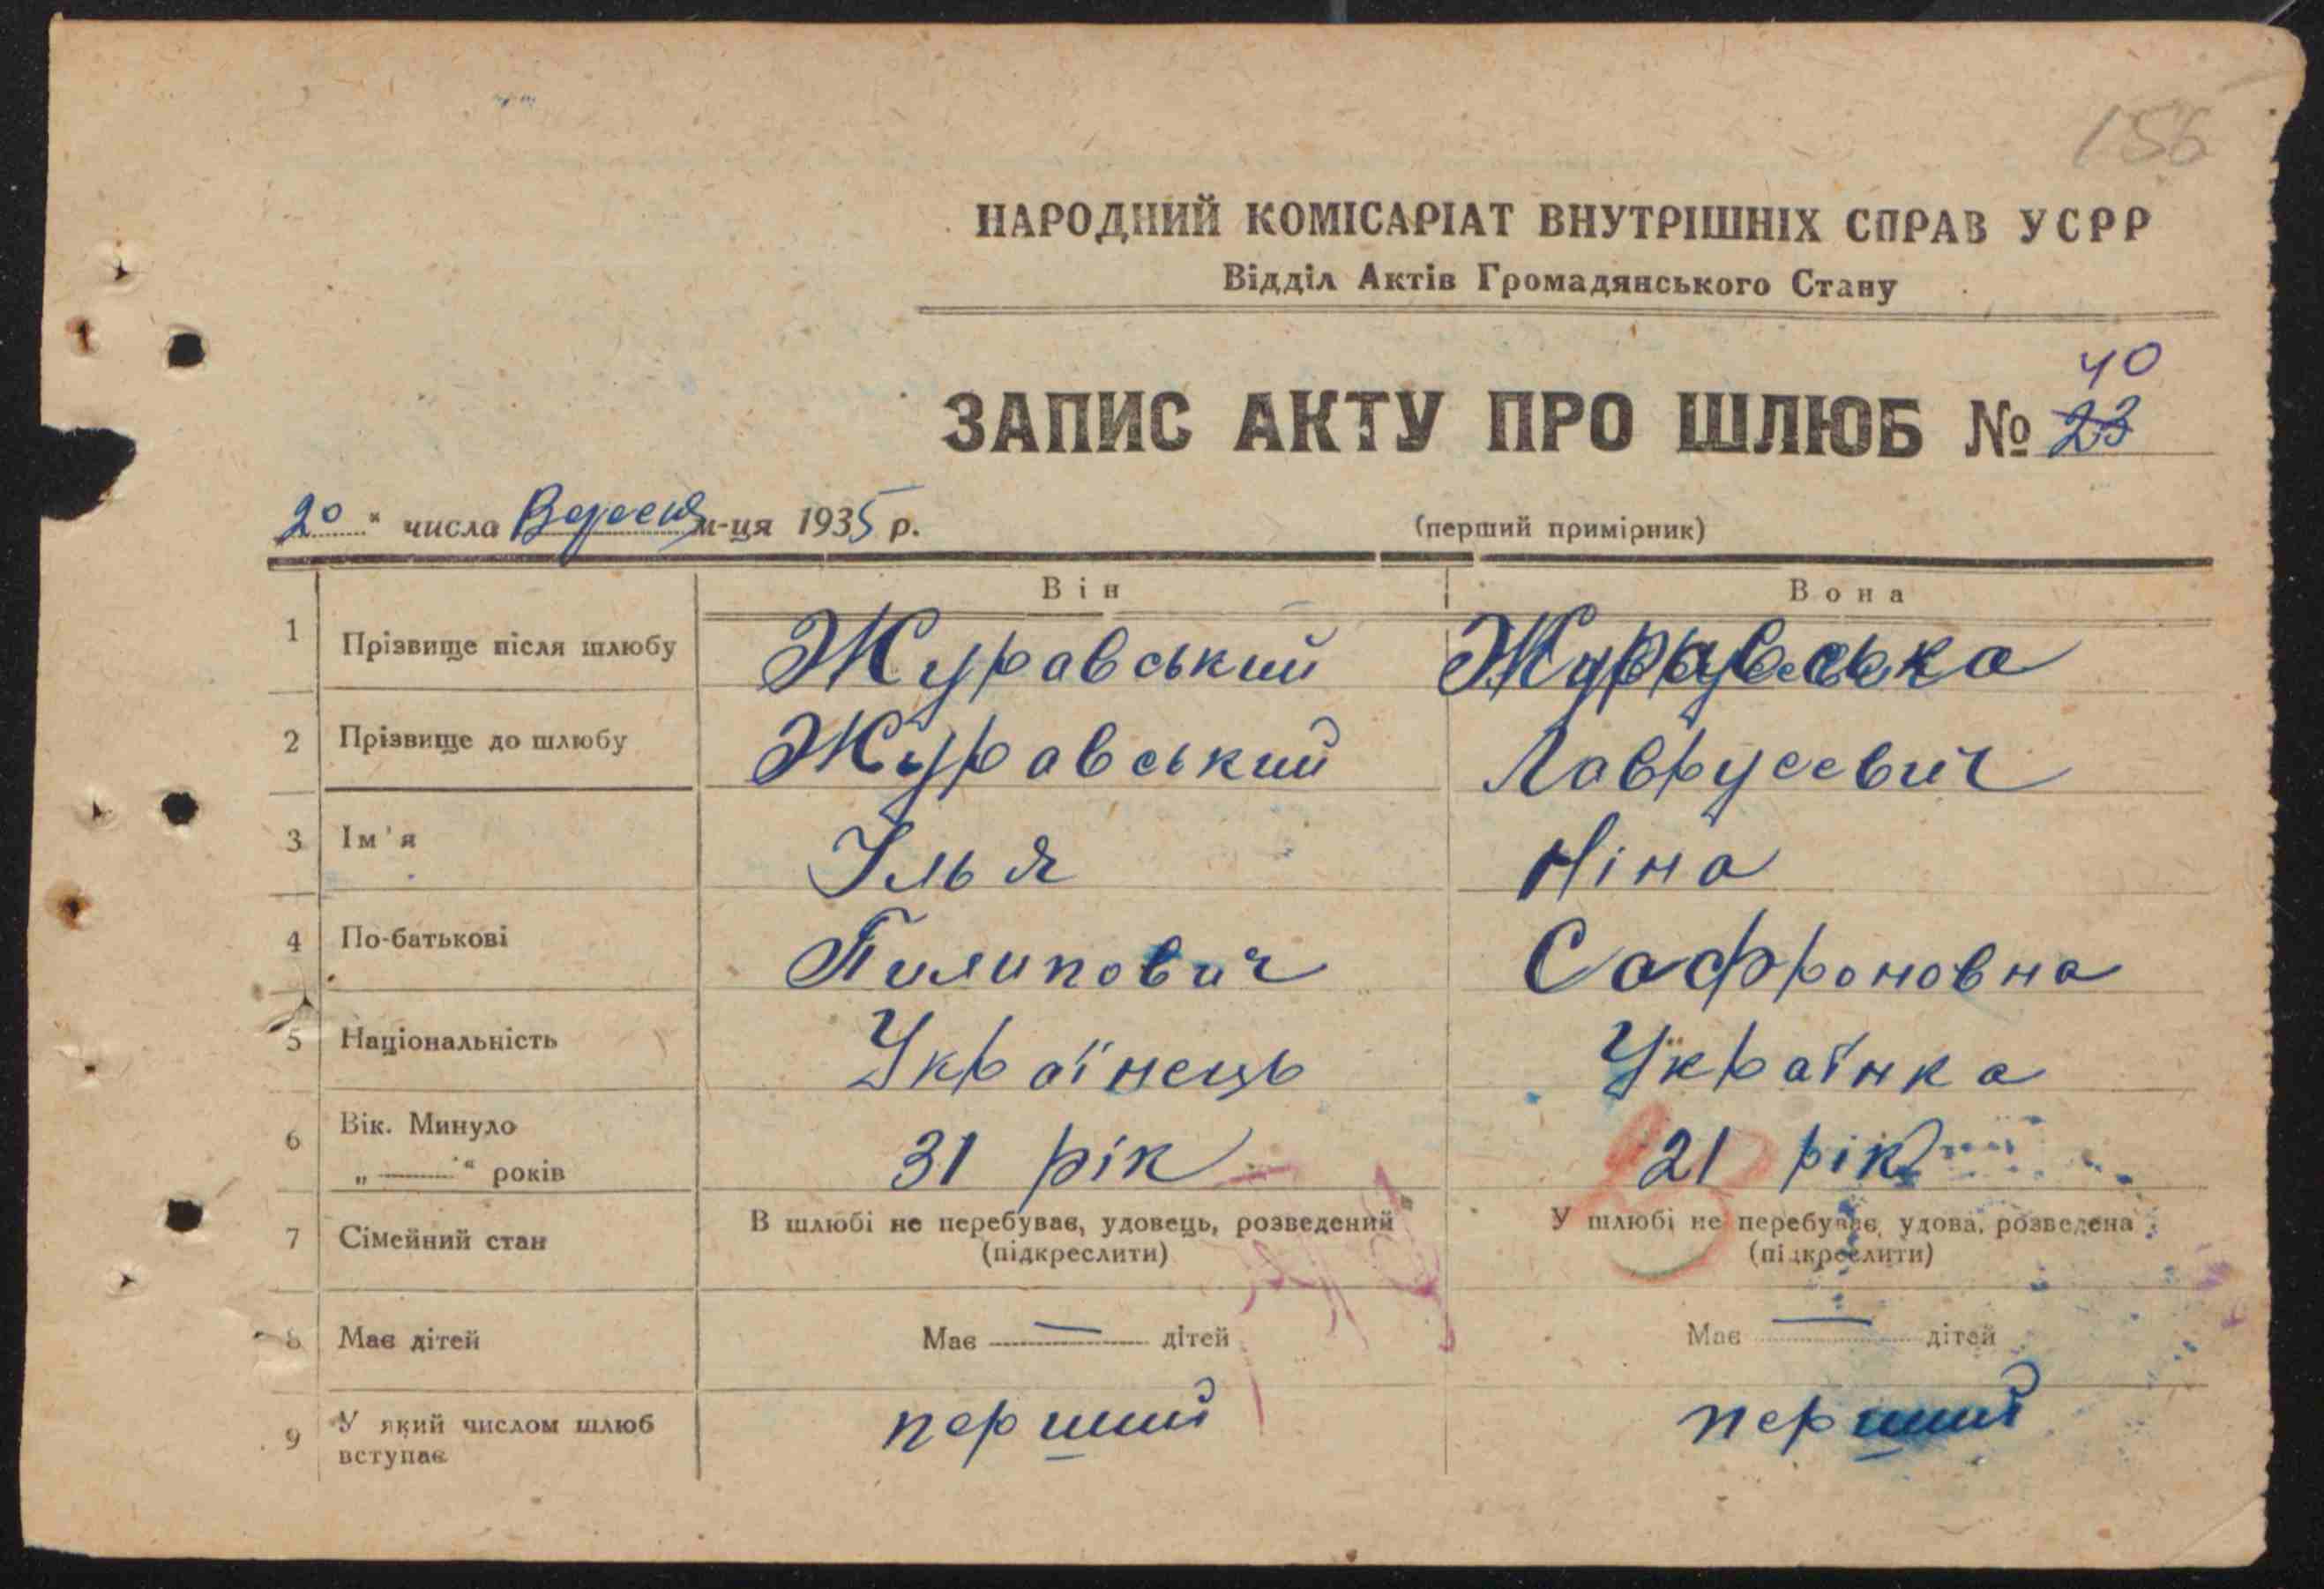 156
НАРОДНИЙ КОМІСАРІАТ ВНУТРІШНІХ СПРАВ УСРР
Відділ Актів Громадянського Стану
40
ЗАПИС АКТУ ПРО ШЛЮБ № 23
20 " числа Вересня м-ця 1935 р.
(перший примірник)
Він Вона
1 Прізвище після шлюбу Журавський Журавська
2 Прізвище до шлюбу Журавський Лаврусевич
3 Ім'я Ілья Ніна
4 По-батькові Пилипович Сафроновна
5 Національність Українець Українка
6 Вік. Минуло
„ " років 31 рік 21 рік
7 Сімейний стан В шлюбі не перебував, удовець, розведений У шлюбі не перебуває, удова, розведена
(підкреслити) (підкреслити)
8 Має дітей Має — дітей Має — дітей
9 У який числом шлюб
вступає перший перший